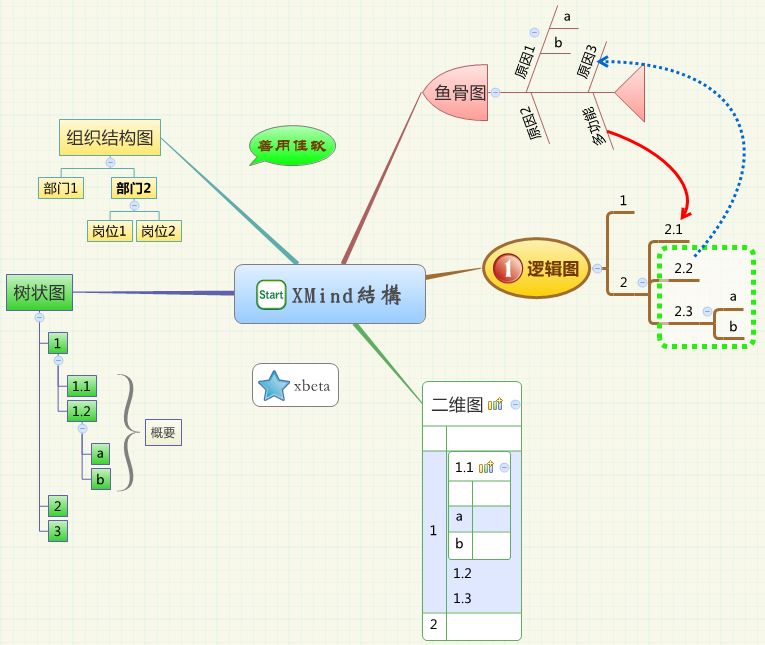 a
b
原因1
原因3
鱼骨图
原因2
多功能
组织结构图
善用佳软
部门1
部门2
岗位1
岗位2
1
2.1
1
逻辑图
2
2.2
2.3
a
b
树状图
Start
XMind結構
1
1.1
1.2
概要
a
b
2
3
xbeta
二维图
1.1
a
1
b
1.2
1.3
2